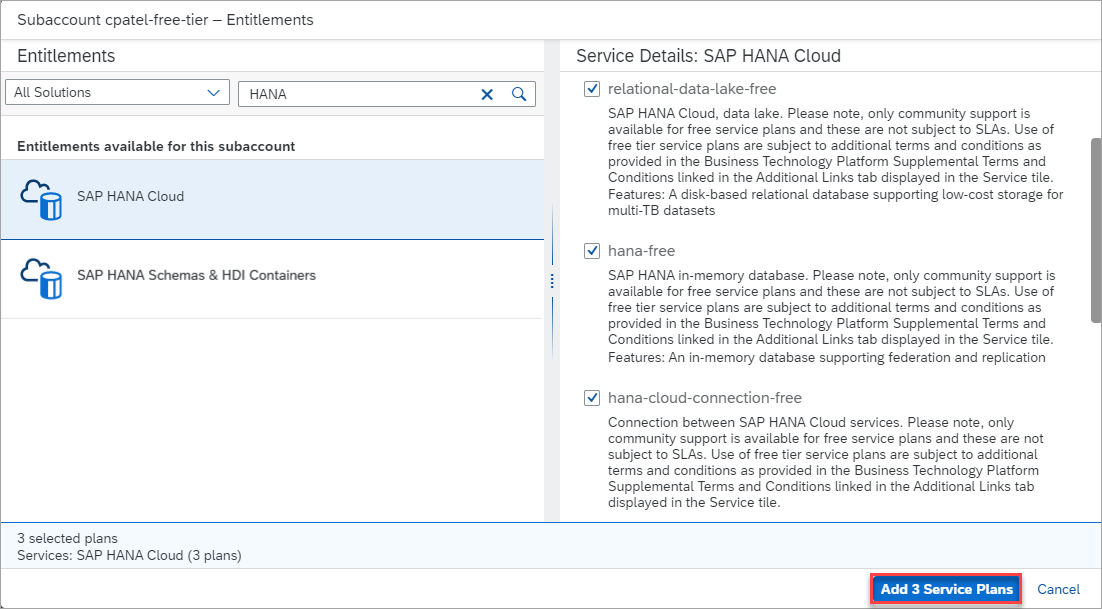 Subaccount cpatel-free-tier – Entitlements
Entitlements
All Solutions
HANA
Entitlements available for this subaccount
SAP HANA Cloud
SAP HANA Schemas & HDI Containers
Service Details: SAP HANA Cloud
relational-data-lake-free
SAP HANA Cloud, data lake. Please note, only community support is
available for free service plans and these are not subject to SLAs. Use of
free tier service plans are subject to additional terms and conditions as
provided in the Business Technology Platform Supplemental Terms and
Conditions linked in the Additional Links tab displayed in the Service tile.
Features: A disk-based relational database supporting low-cost storage for
multi-TB datasets
hana-free
SAP HANA in-memory database. Please note, only community support is
available for free service plans and these are not subject to SLAs. Use of
free tier service plans are subject to additional terms and conditions as
provided in the Business Technology Platform Supplemental Terms and
Conditions linked in the Additional Links tab displayed in the Service tile.
Features: An in-memory database supporting federation and replication
hana-cloud-connection-free
Connection between SAP HANA Cloud services. Please note, only
community support is available for free service plans and these are not
subject to SLAs. Use of free tier service plans are subject to additional
terms and conditions as provided in the Business Technology Platform
Supplemental Terms and Conditions linked in the Additional Links tab
displayed in the Service tile.
3 selected plans
Services: SAP HANA Cloud (3 plans)
Add 3 Service Plans
Cancel